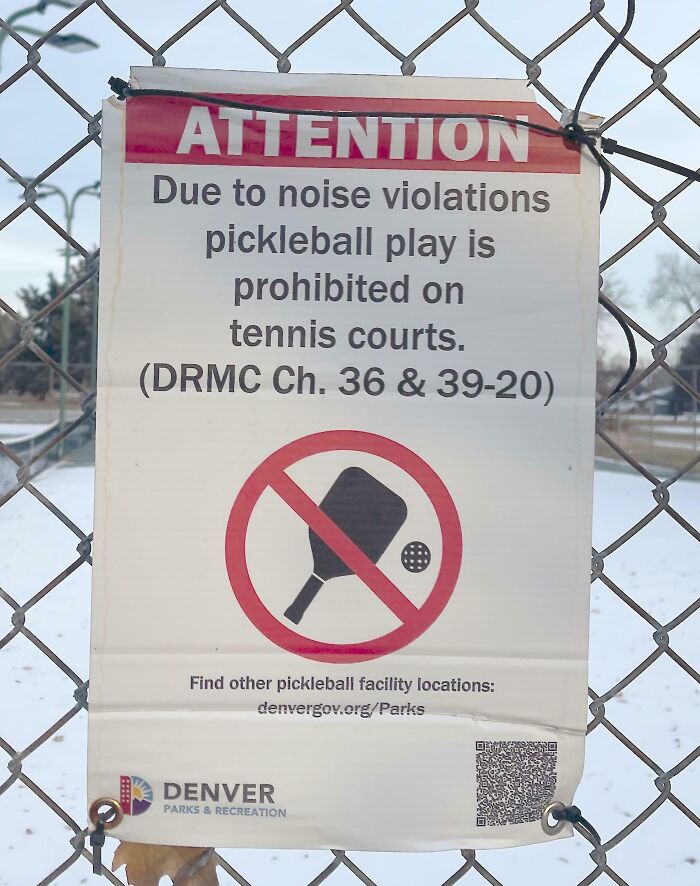 ATTENTION
Due to noise violations
pickleball play is
prohibited on
tennis courts.
(DRMC Ch. 36 & 39-20)
Find other pickleball facility locations:
denvergov.org/Parks
DENVER
PARKS & RECREATION